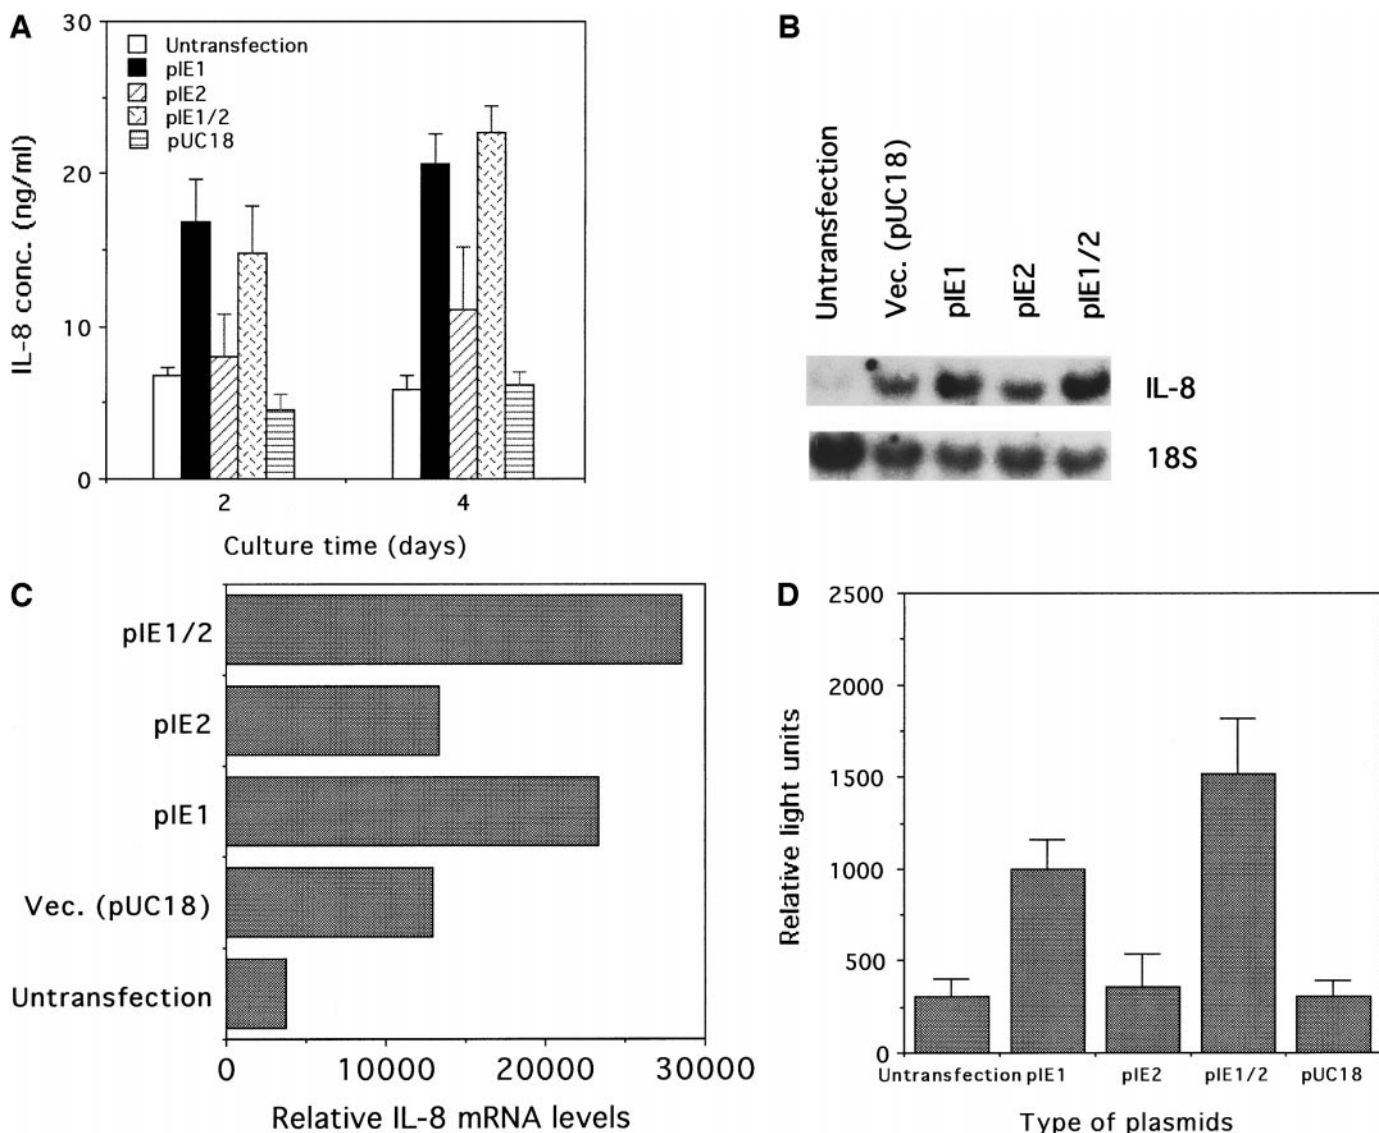 A
30
20
10
0
IL-8 conc. (ng/ml)
Untransfection
pIE1
pIE2
pIE1/2
pUC18
2
4
Culture time (days)
B
Untransfection
Vec. (pUC18)
pIE1
pIE2
pIE1/2
IL-8
18S
C
pIE1/2
pIE2
pIE1
Vec. (pUC18)
Untransfection
0
10000
20000
30000
Relative IL-8 mRNA levels
D
2500
2000
1500
1000
500
0
Relative light units
Untransfection
pIE1
pIE2
pIE1/2
pUC18
Type of plasmids